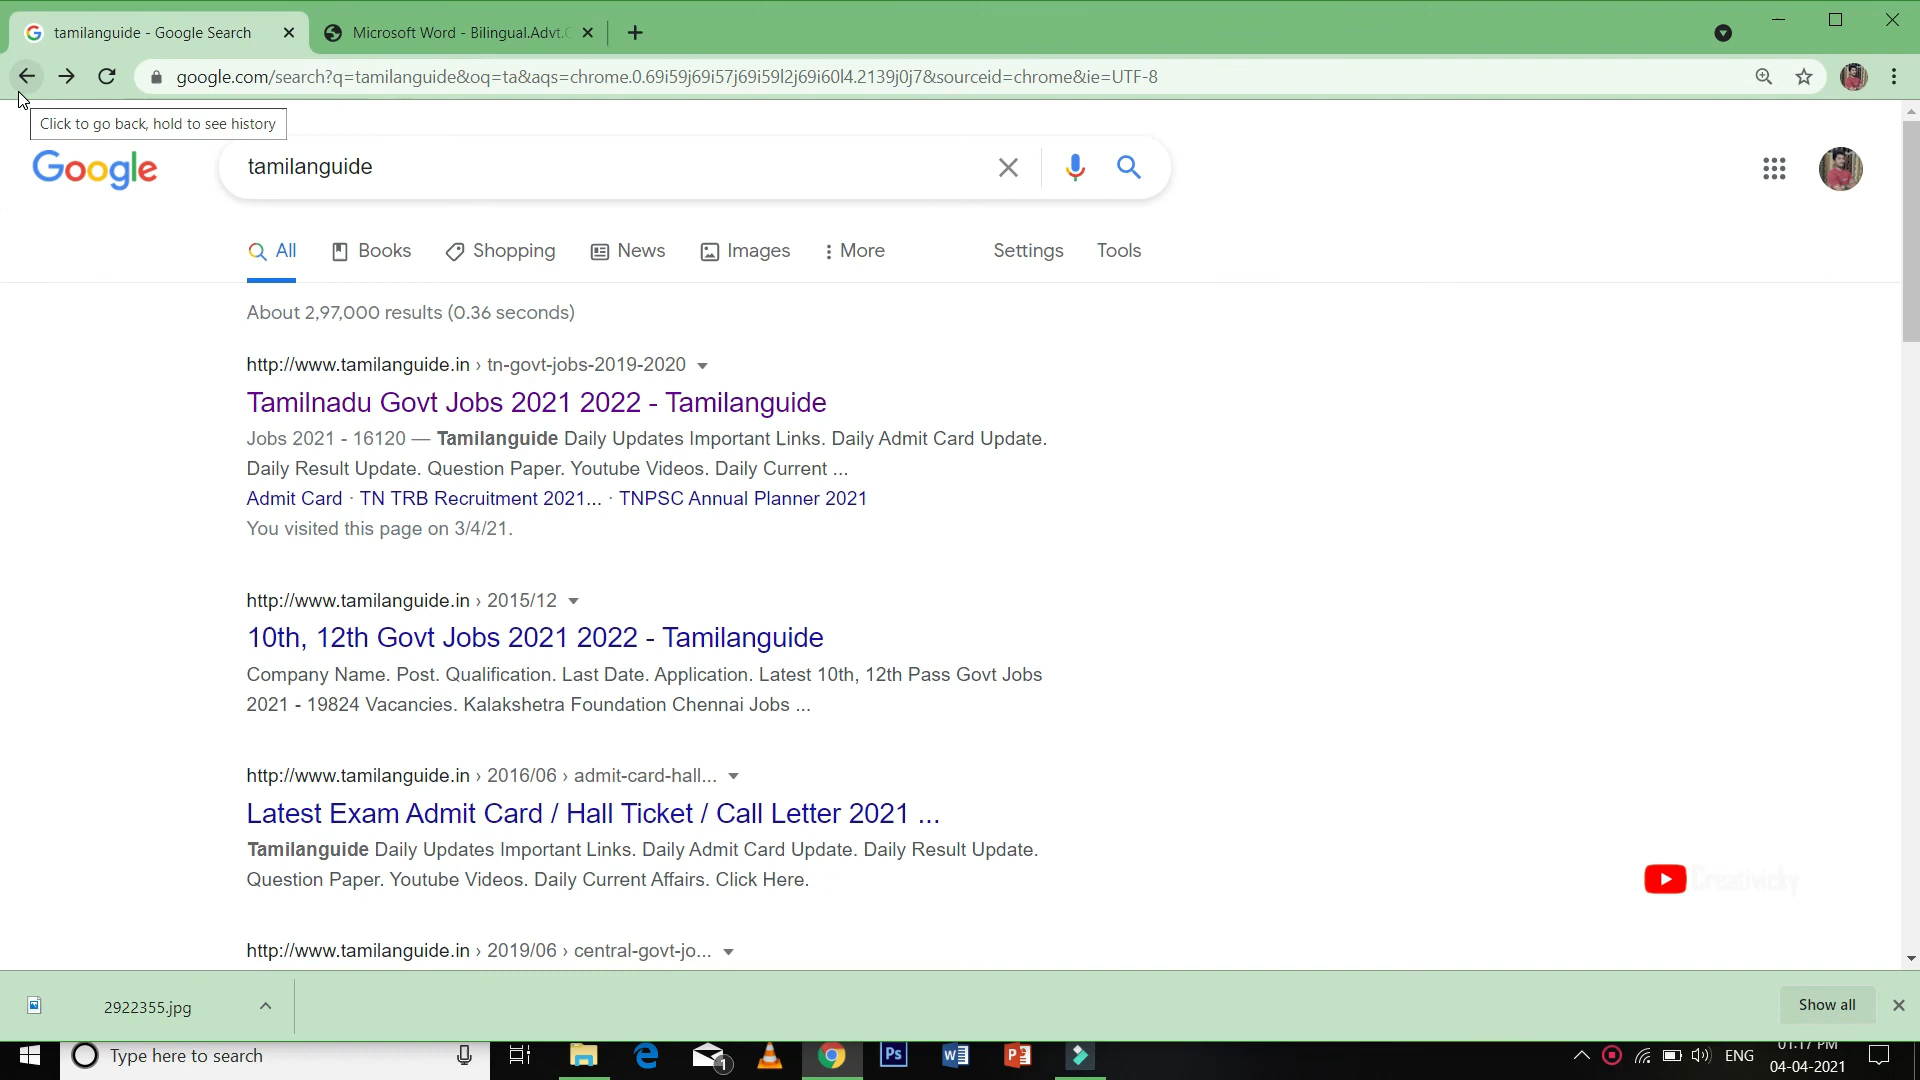 tamilanguide - Google Search
Microsoft Word - Bilingual.Advt.
google.com/search?q=tamilanguide&oq=ta&aqs=chrome.0.69i59j69i57j69i59l2j69i60l4.2139j0j7&sourceid=chrome&ie=UTF-8
Click to go back, hold to see history
Google
tamilanguide
All Books Shopping News Images More Settings Tools
About 2,97,000 results (0.36 seconds)
http://www.tamilanguide.in › tn-govt-jobs-2019-2020
Tamilnadu Govt Jobs 2021 2022 - Tamilanguide
Jobs 2021 - 16120 — Tamilanguide Daily Updates Important Links. Daily Admit Card Update.
Daily Result Update. Question Paper. Youtube Videos. Daily Current ...
Admit Card · TN TRB Recruitment 2021... · TNPSC Annual Planner 2021
You visited this page on 3/4/21.
http://www.tamilanguide.in › 2015/12
10th, 12th Govt Jobs 2021 2022 - Tamilanguide
Company Name. Post. Qualification. Last Date. Application. Latest 10th, 12th Pass Govt Jobs
2021 - 19824 Vacancies. Kalakshetra Foundation Chennai Jobs ...
http://www.tamilanguide.in › 2016/06 › admit-card-hall...
Latest Exam Admit Card / Hall Ticket / Call Letter 2021 ...
Tamilanguide Daily Updates Important Links. Daily Admit Card Update. Daily Result Update.
Question Paper. Youtube Videos. Daily Current Affairs. Click Here.
Creativicky
http://www.tamilanguide.in › 2019/06 › central-govt-jo...
2922355.jpg
Show all
Type here to search
1
Ps
ENG
01:17 PM
04-04-2021